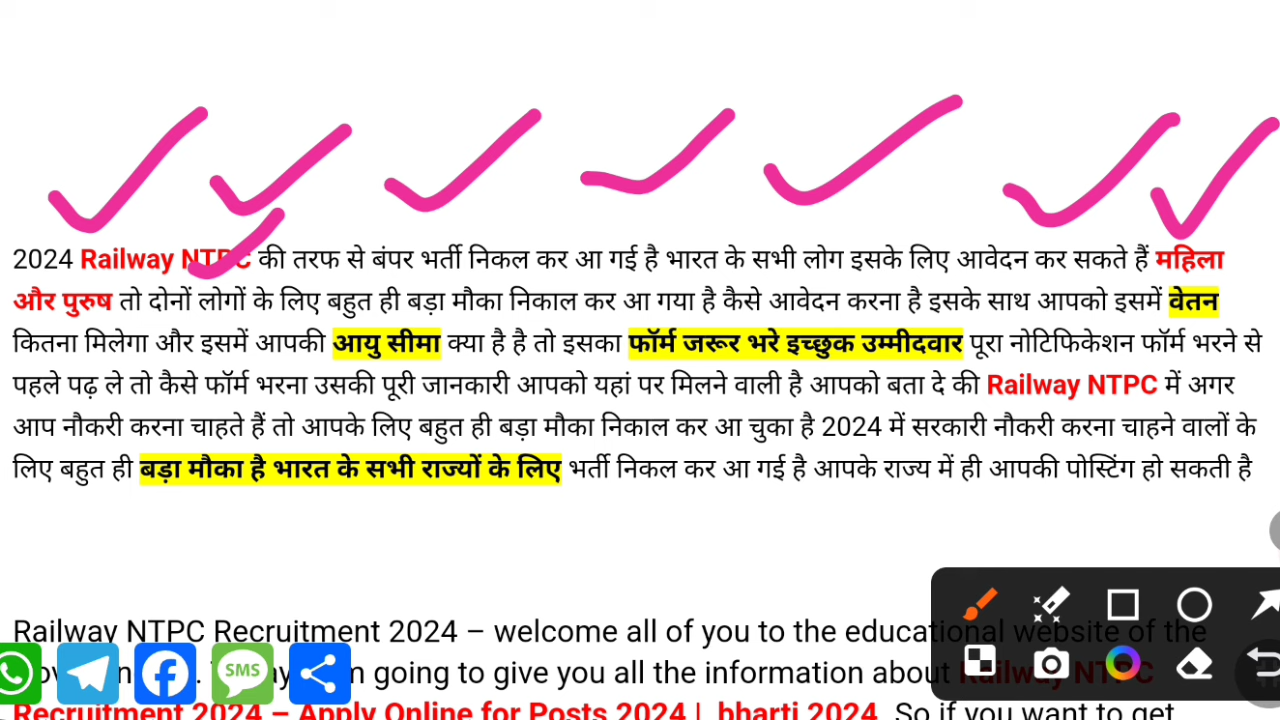 2024 Railway NTPC की तरफ से बंपर भर्ती निकल कर आ गई है भारत के सभी लोग इसके लिए आवेदन कर सकते हैं महिला
और पुरुष तो दोनों लोगों के लिए बहुत ही बड़ा मौका निकाल कर आ गया है कैसे आवेदन करना है इसके साथ आपको इसमें वेतन
कितना मिलेगा और इसमें आपकी आयु सीमा क्या है है तो इसका फॉर्म जरूर भरे इच्छुक उम्मीदवार पूरा नोटिफिकेशन फॉर्म भरने से
पहले पढ़ ले तो कैसे फॉर्म भरना उसकी पूरी जानकारी आपको यहां पर मिलने वाली है आपको बता दे की Railway NTPC में अगर
आप नौकरी करना चाहते हैं तो आपके लिए बहुत ही बड़ा मौका निकाल कर आ चुका है 2024 में सरकारी नौकरी करना चाहने वालों के
लिए बहुत ही बड़ा मौका है भारत के सभी राज्यों के लिए भर्ती निकल कर आ गई है आपके राज्य में ही आपकी पोस्टिंग हो सकती है
Railway NTPC Recruitment 2024 – welcome all of you to the educational website of the
going to give you all the information about Railway NTPC
Recruitment 2024 – Apply Online for Posts 2024 | bharti 2024. So if you want to get
SMS